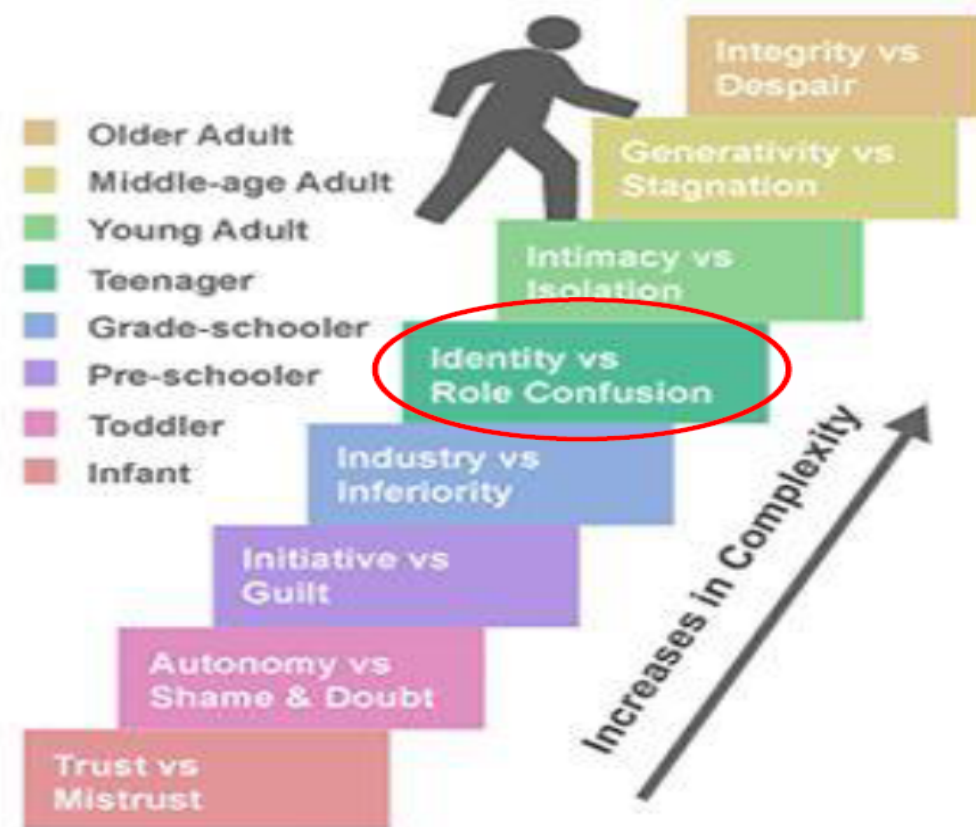 Integrity vs
Despair
Generativity vs
Stagnation
Intimacy vs
Isolation
Identity vs
Role Confusion
Industry vs
Inferiority
Initiative vs
Guilt
Autonomy vs
Shame & Doubt
Trust vs
Mistrust
Older Adult
Middle-age Adult
Young Adult
Teenager
Grade-schooler
Pre-schooler
Toddler
Infant
Increases in Complexity